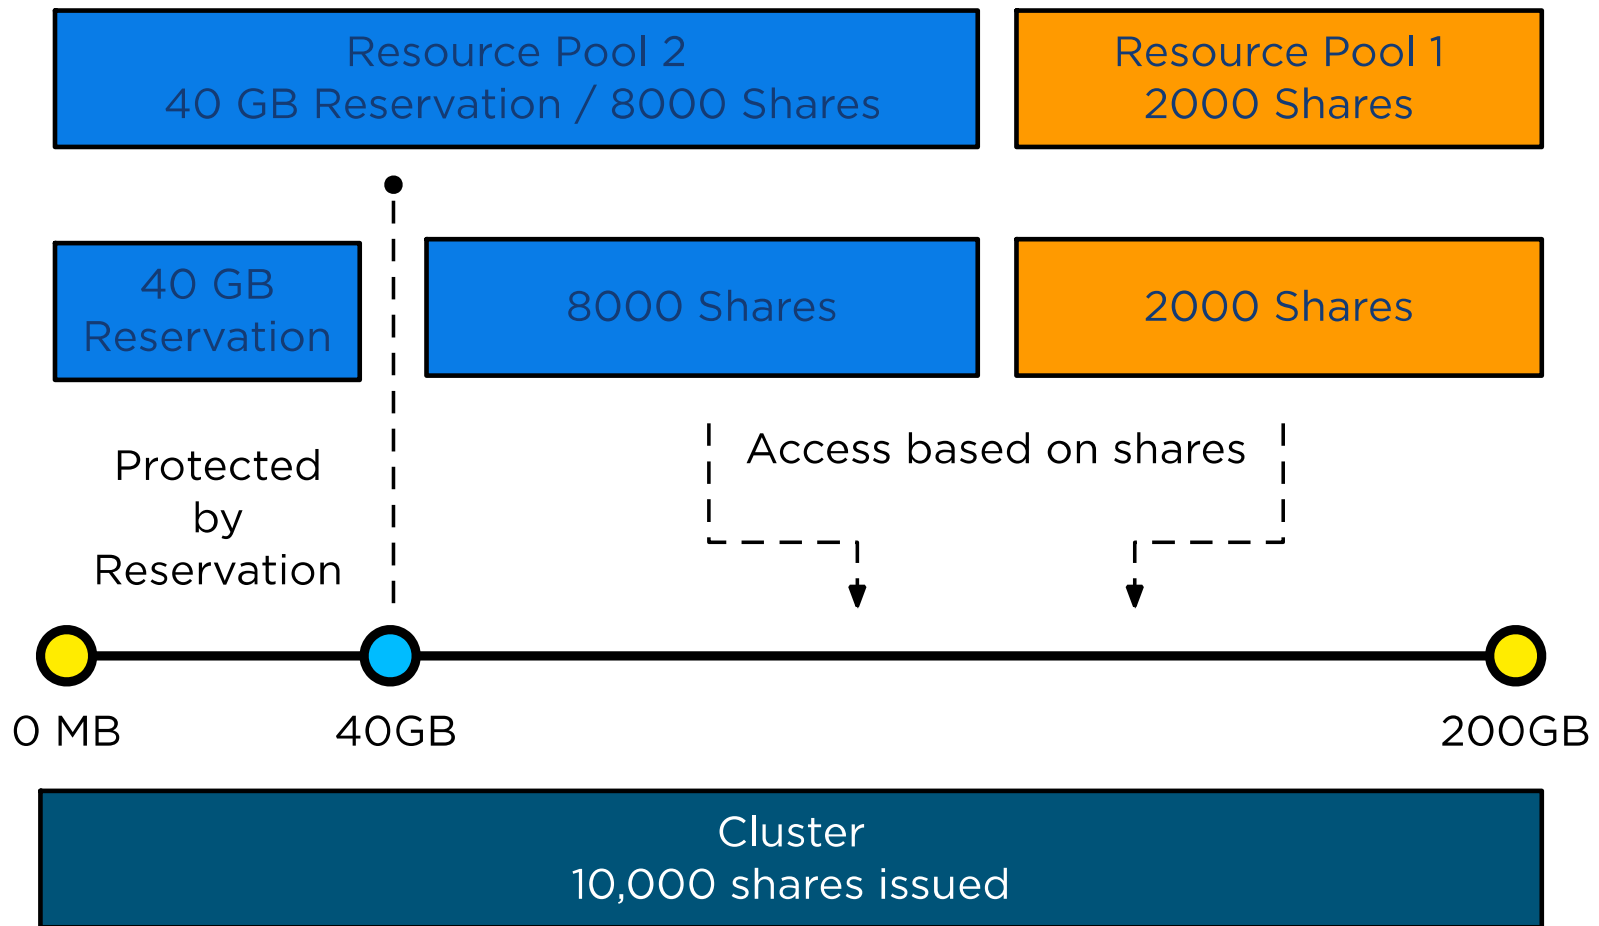 Resource Pool 2
40 GB Reservation / 8000 Shares
Resource Pool 1
2000 Shares
40 GB
Reservation
8000 Shares
2000 Shares
Protected
by
Reservation
Access based on shares
0 MB
40GB
200GB
Cluster
10,000 shares issued